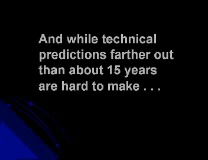 And while technical
predictions farther out
than about 15 years
are hard to make . . .